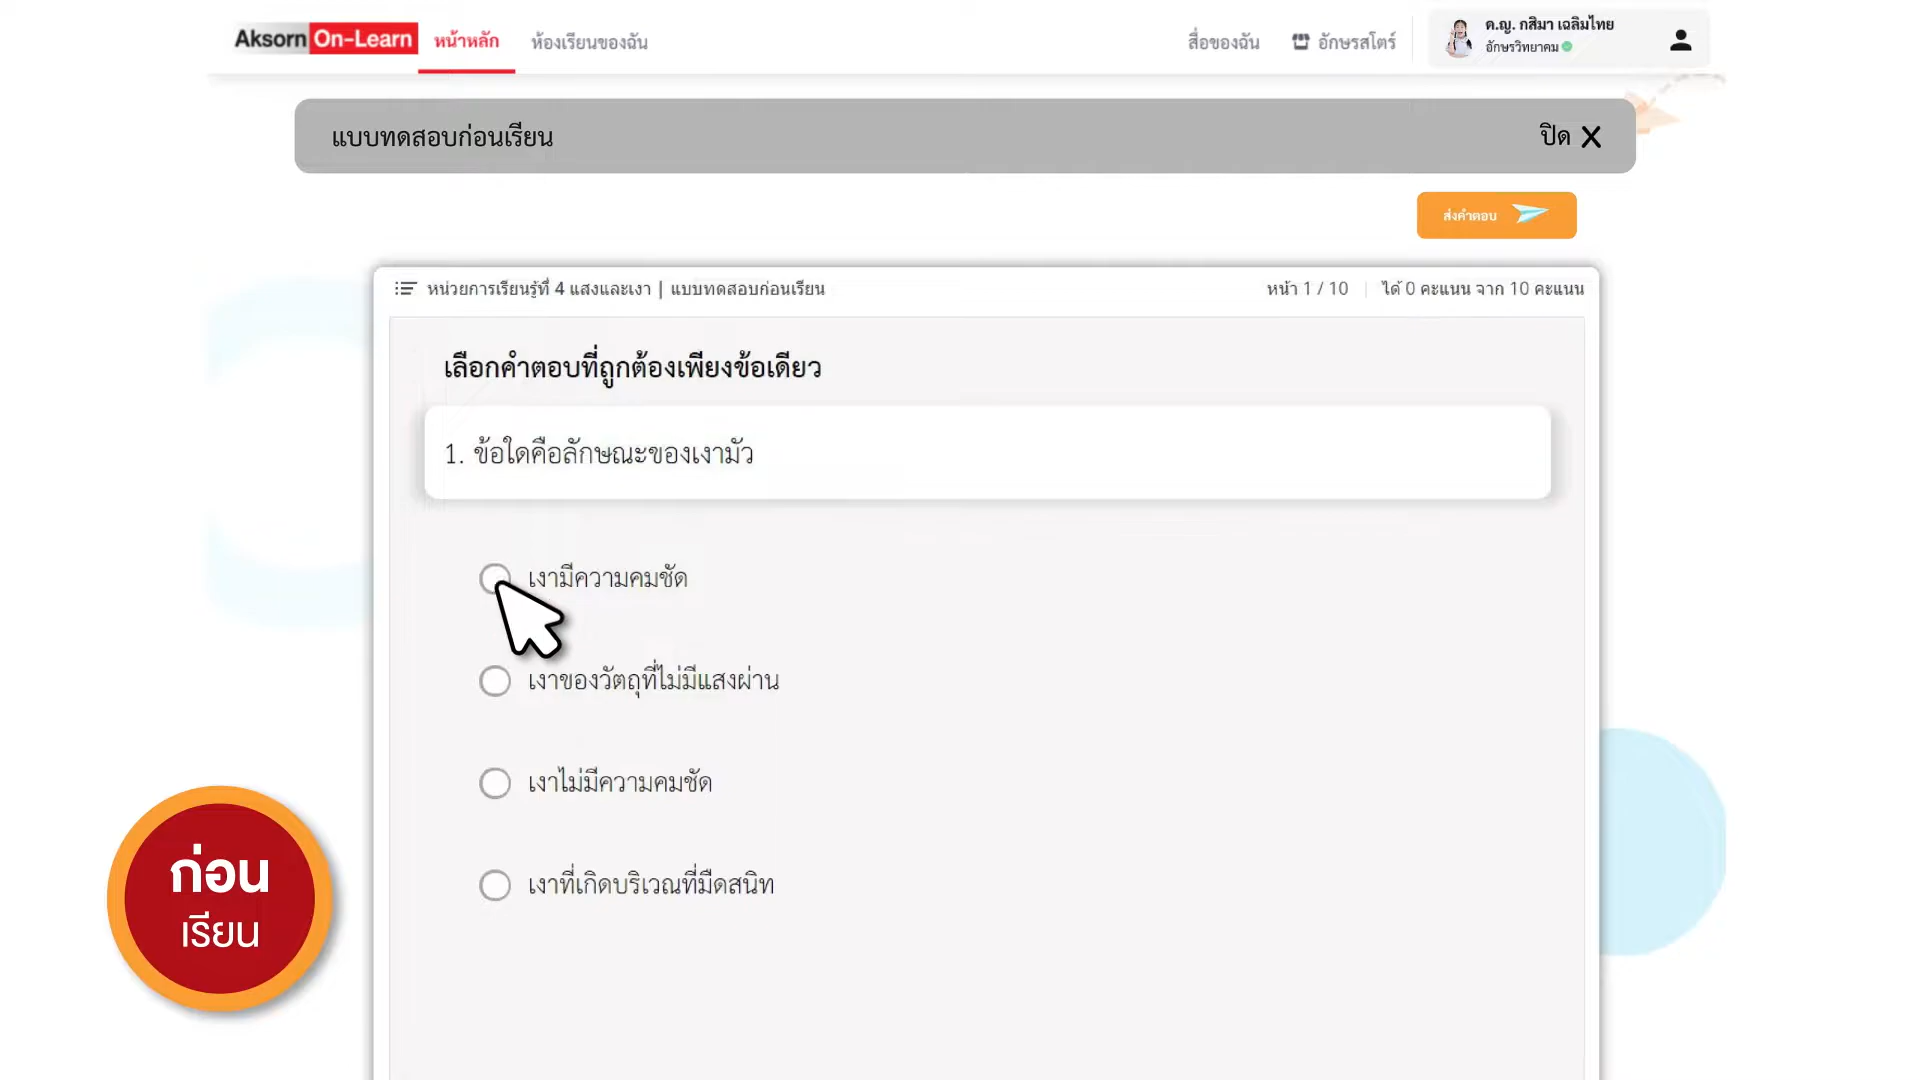 Aksorn On-Learn หน้าหลัก ห้องเรียนของฉัน สื่อของฉัน อักษรสโตร์ ด.ญ. กสิมา เฉลิมไทย
อักษรวิทยาคม
แบบทดสอบก่อนเรียน ปิด X
ส่งคำตอบ
หน่วยการเรียนรู้ที่ 4 แสงและเงา | แบบทดสอบก่อนเรียน หน้า 1 / 10 ได้ 0 คะแนน จาก 10 คะแนน
เลือกคำตอบที่ถูกต้องเพียงข้อเดียว
1. ข้อใดคือลักษณะของเงามัว
เงามีความคมชัด
เงาของวัตถุที่ไม่มีแสงผ่าน
เงาไม่มีความคมชัด
เงาที่เกิดบริเวณที่มืดสนิท
ก่อน
เรียน